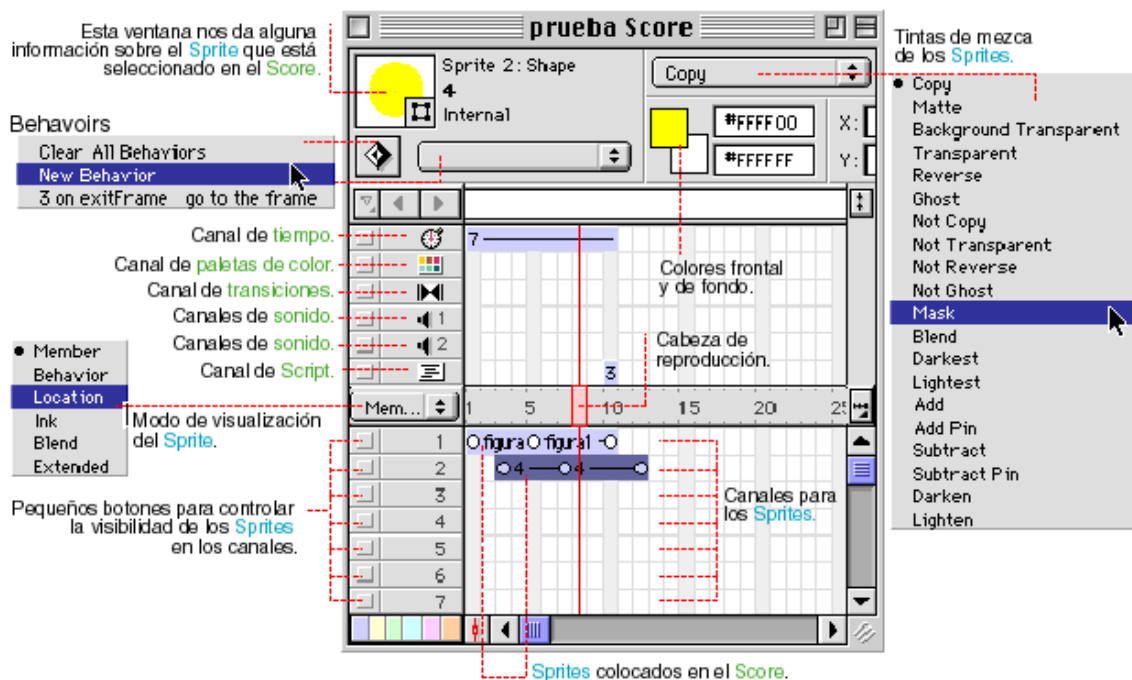 Esta ventana nos da alguna
información sobre el Sprite que está
seleccionado en el Score.
Behavoirs
Clear All Behaviors
New Behavior
3 on exitFrame go to the frame
prueba Score
Sprite 2: Shape
4
Internal
Copy
#FFFF00
#FFFFFF
X:
Y:
Tintas de mezca
de los Sprites.
Copy
Matte
Background Transparent
Transparent
Reverse
Ghost
Not Copy
Not Transparent
Not Reverse
Not Ghost
Mask
Blend
Darkest
Lightest
Add
Add Pin
Subtract
Subtract Pin
Darken
Lighten
Canal de tiempo.
Canal de paletas de color.
Canal de transiciones.
Canales de sonido.
Canales de sonido.
Canal de Script.
7
1
2
3
Colores frontal
y de fondo.
Cabeza de
reproducción.
Member
Behavior
Location
Ink
Blend
Extended
Modo de visualización
del Sprite.
Mem...
1 5 10 15 20 25
1 figura figura1
2 4 4
3
4
5
6
7
Canales para
los Sprites.
Pequeños botones para controlar
la visibilidad de los Sprites
en los canales.
Sprites colocados en el Score.